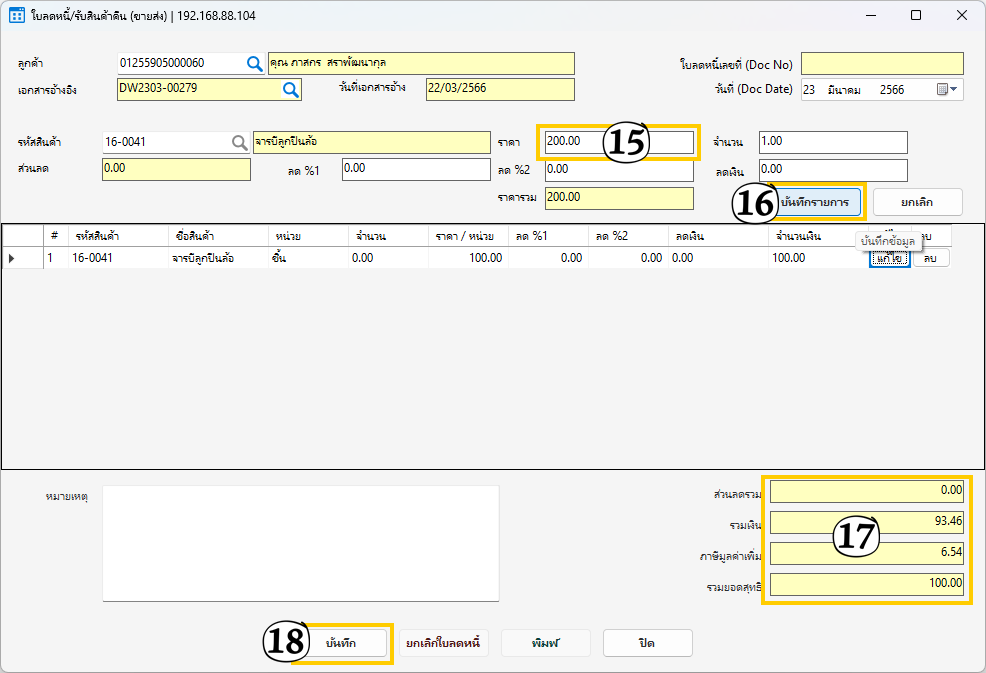 ใบลดหนี้/รับสินค้าคืน (ขายส่ง) | 192.168.88.104
ลูกค้า 01255905000060 คุณ ภาสกร สราพัฒนากุล ใบลดหนี้เลขที่ (Doc No)
เอกสารอ้างอิง DW2303-00279 วันที่เอกสารอ้าง 22/03/2566 วันที่ (Doc Date) 23 มีนาคม 2566
รหัสสินค้า 16-0041 จารบีลูกปืนล้อ ราคา 200.00 15 จำนวน 1.00
ส่วนลด 0.00 ลด %1 0.00 ลด %2 0.00 ลดเงิน 0.00
ราคารวม 200.00 16 บันทึกรายการ ยกเลิก
# รหัสสินค้า ชื่อสินค้า หน่วย จำนวน ราคา / หน่วย ลด %1 ลด %2 ลดเงิน จำนวนเงิน
บันทึกข้อมูล
1 16-0041 จารบีลูกปืนล้อ ชิ้น 0.00 100.00 0.00 0.00 0.00 100.00 แก้ไข ลบ
หมายเหตุ
ส่วนลดรวม 0.00
รวมเงิน 93.46
17
ภาษีมูลค่าเพิ่ม 6.54
รวมยอดสุทธิ 100.00
18 บันทึก ยกเลิกใบลดหนี้ พิมพ์ ปิด